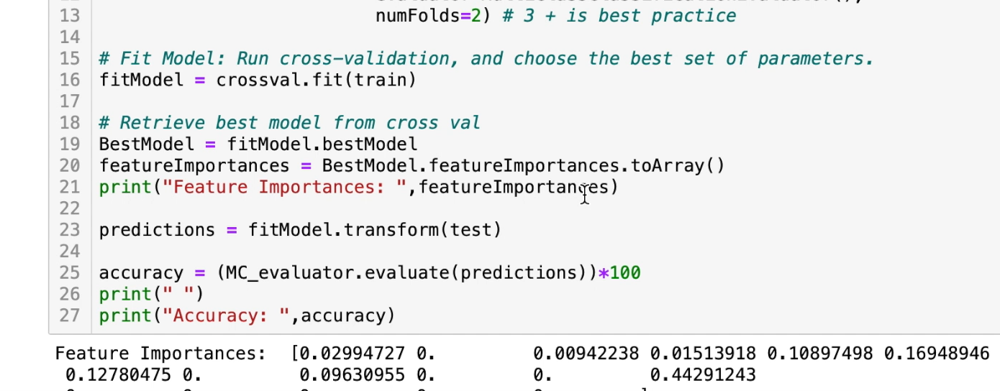 13 numFolds=2) # 3 + is best practice
14
15 # Fit Model: Run cross-validation, and choose the best set of parameters.
16 fitModel = crossval.fit(train)
17
18 # Retrieve best model from cross val
19 BestModel = fitModel.bestModel
20 featureImportances = BestModel.featureImportances.toArray()
21 print("Feature Importances: ",featureImportances)
22
23 predictions = fitModel.transform(test)
24
25 accuracy = (MC_evaluator.evaluate(predictions))*100
26 print(" ")
27 print("Accuracy: ",accuracy)
Feature Importances: [0.02994727 0. 0.00942238 0.01513918 0.10897498 0.16948946
0.12780475 0. 0.09630955 0. 0. 0.44291243